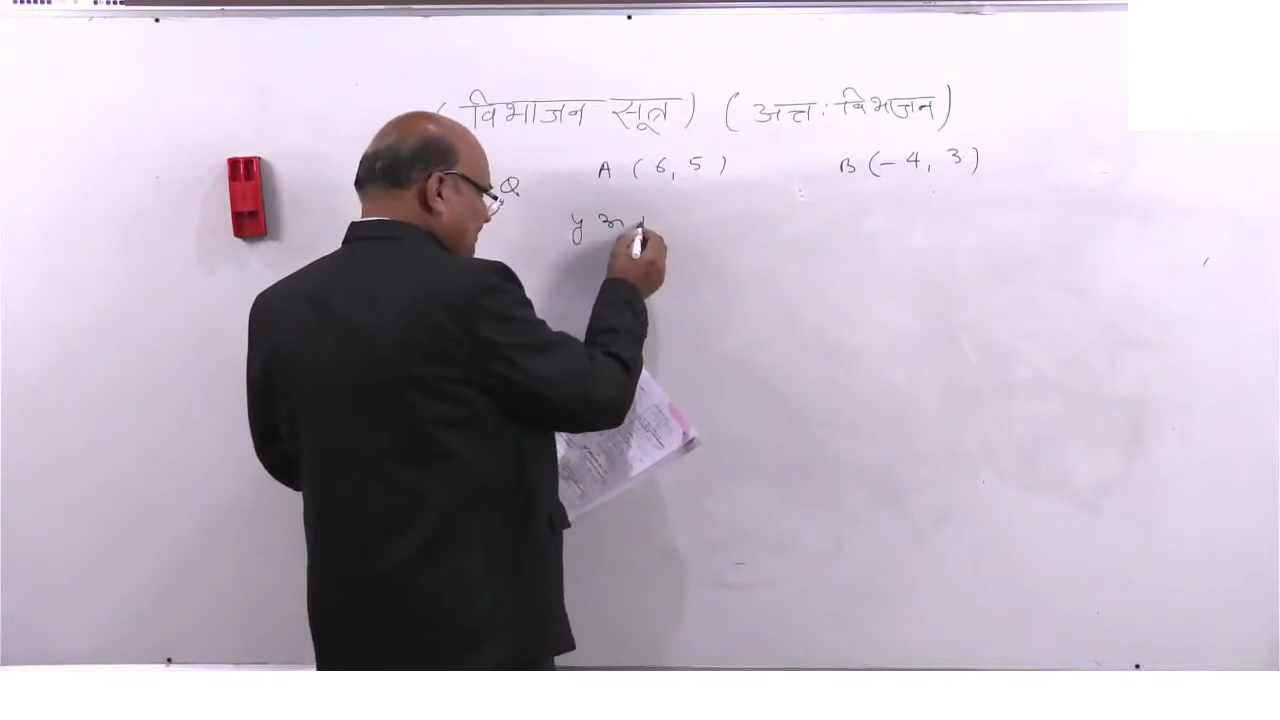 (विभाजन सूत्र) (अन्त: विभाजन)
Q A (6, 5) B (-4, 3)
y अ